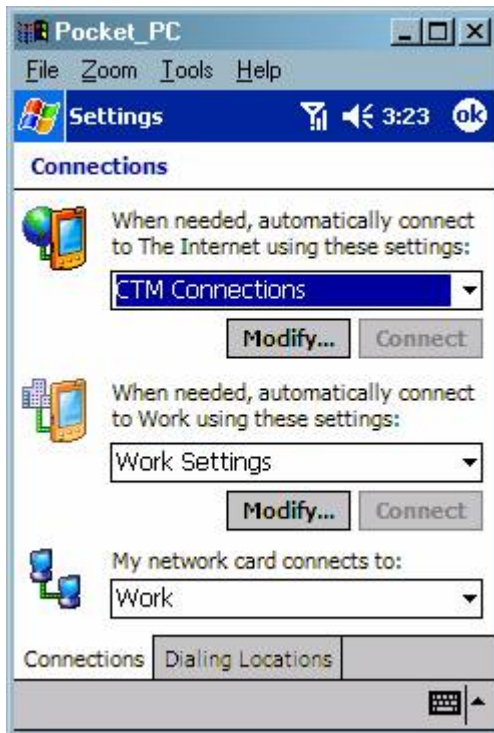 Pocket_PC
File Zoom Tools Help
Settings 3:23 ok
Connections
When needed, automatically connect
to The Internet using these settings:
CTM Connections
Modify... Connect
When needed, automatically connect
to Work using these settings:
Work Settings
Modify... Connect
My network card connects to:
Work
Connections Dialing Locations